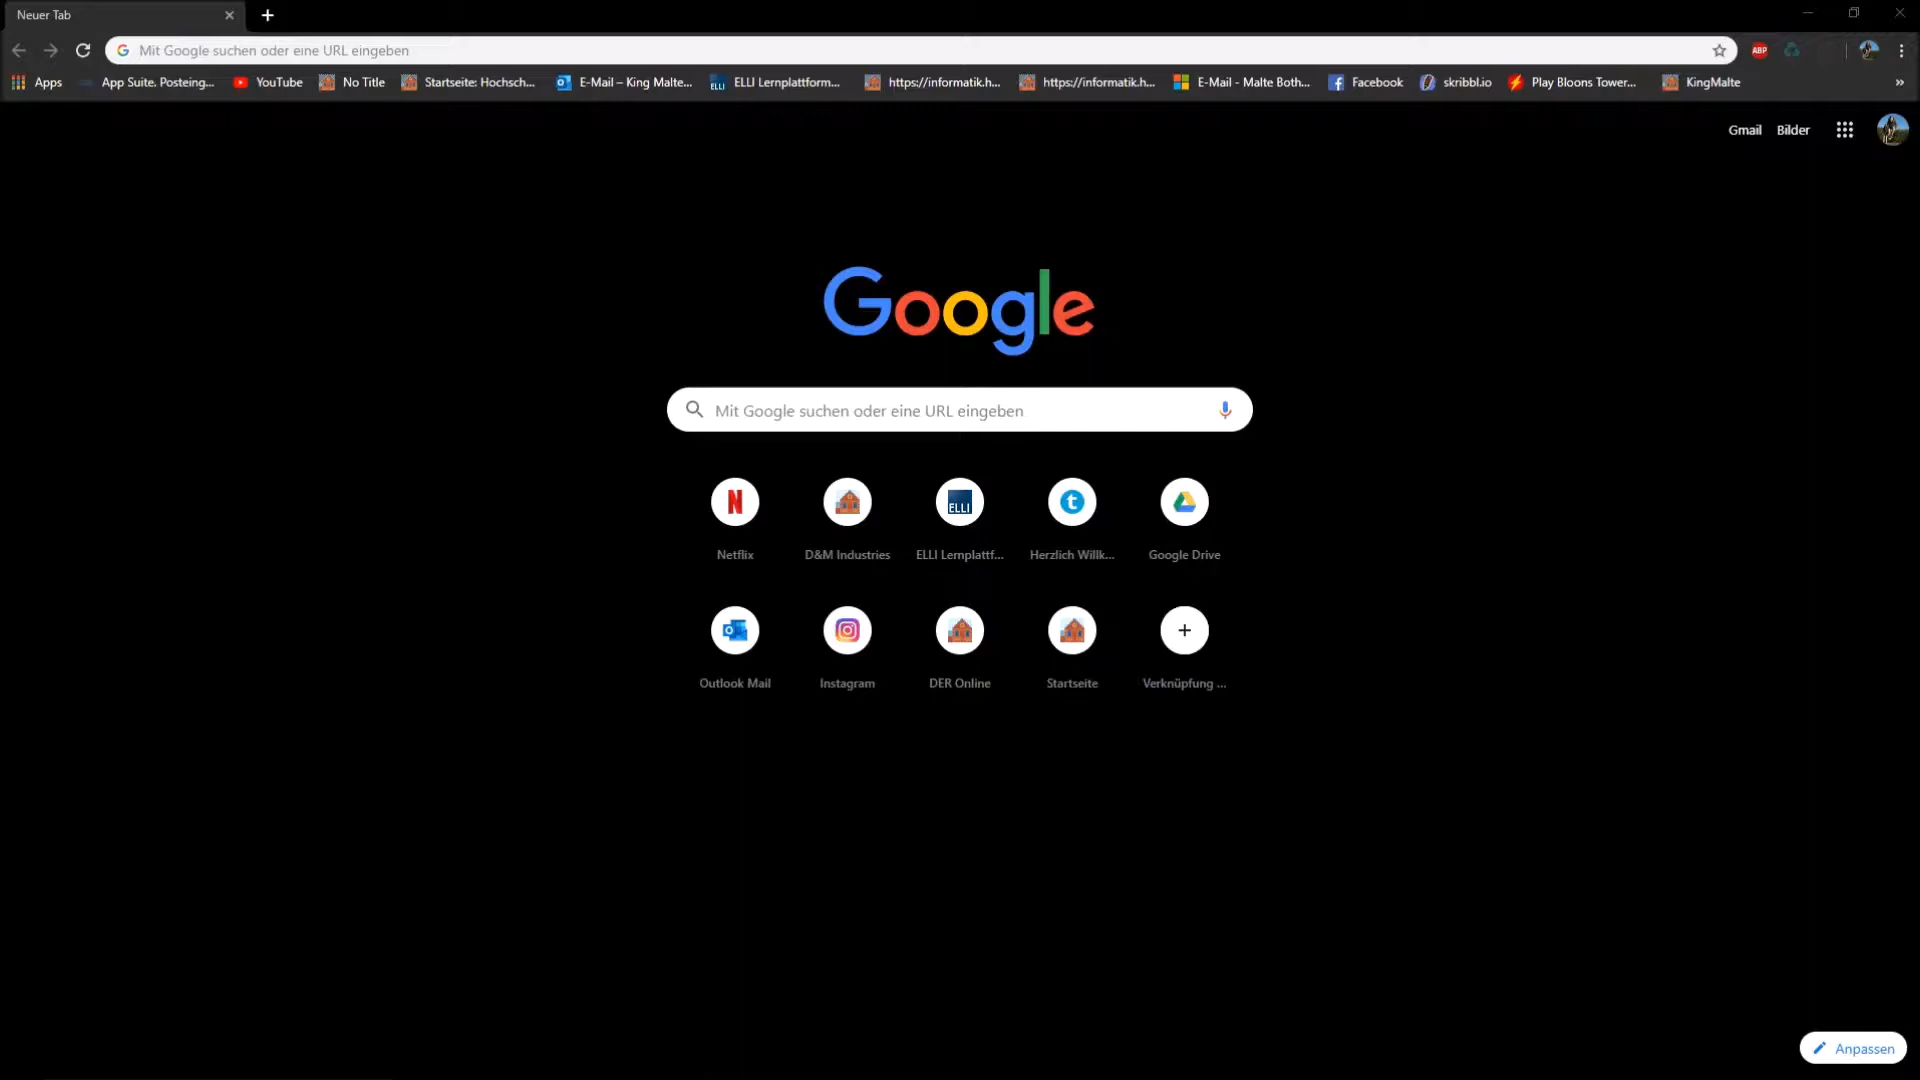 Neuer Tab
Mit Google suchen oder eine URL eingeben
ABP
Apps App Suite. Posteing... YouTube No Title Startseite: Hochsch... E-Mail – King Malte... ELLI ELLI Lernplattform... https://informatik.h... https://informatik.h... E-Mail - Malte Both... Facebook skribbl.io Play Bloons Tower... KingMalte »
Gmail Bilder
Google
Mit Google suchen oder eine URL eingeben
N ELLI t
Netflix D&M Industries ELLI Lernplattf... Herzlich Willk... Google Drive
Outlook Mail Instagram DER Online Startseite Verknüpfung ...
Anpassen